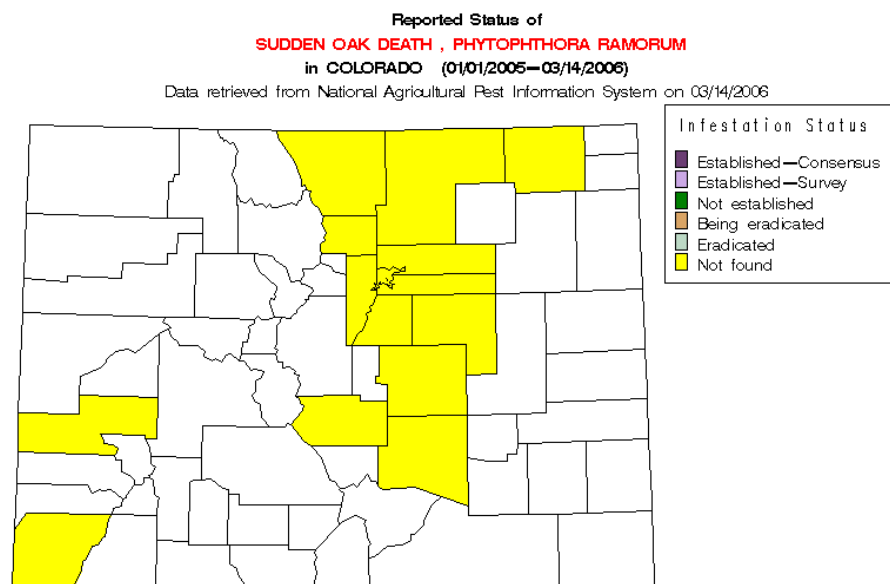 Reported Status of
SUDDEN OAK DEATH , PHYTOPHTHORA RAMORUM
in COLORADO (01/01/2005–03/14/2006)
Data retrieved from National Agricultural Pest Information System on 03/14/2006
Infestation Status
Established–Consensus
Established–Survey
Not established
Being eradicated
Eradicated
Not found